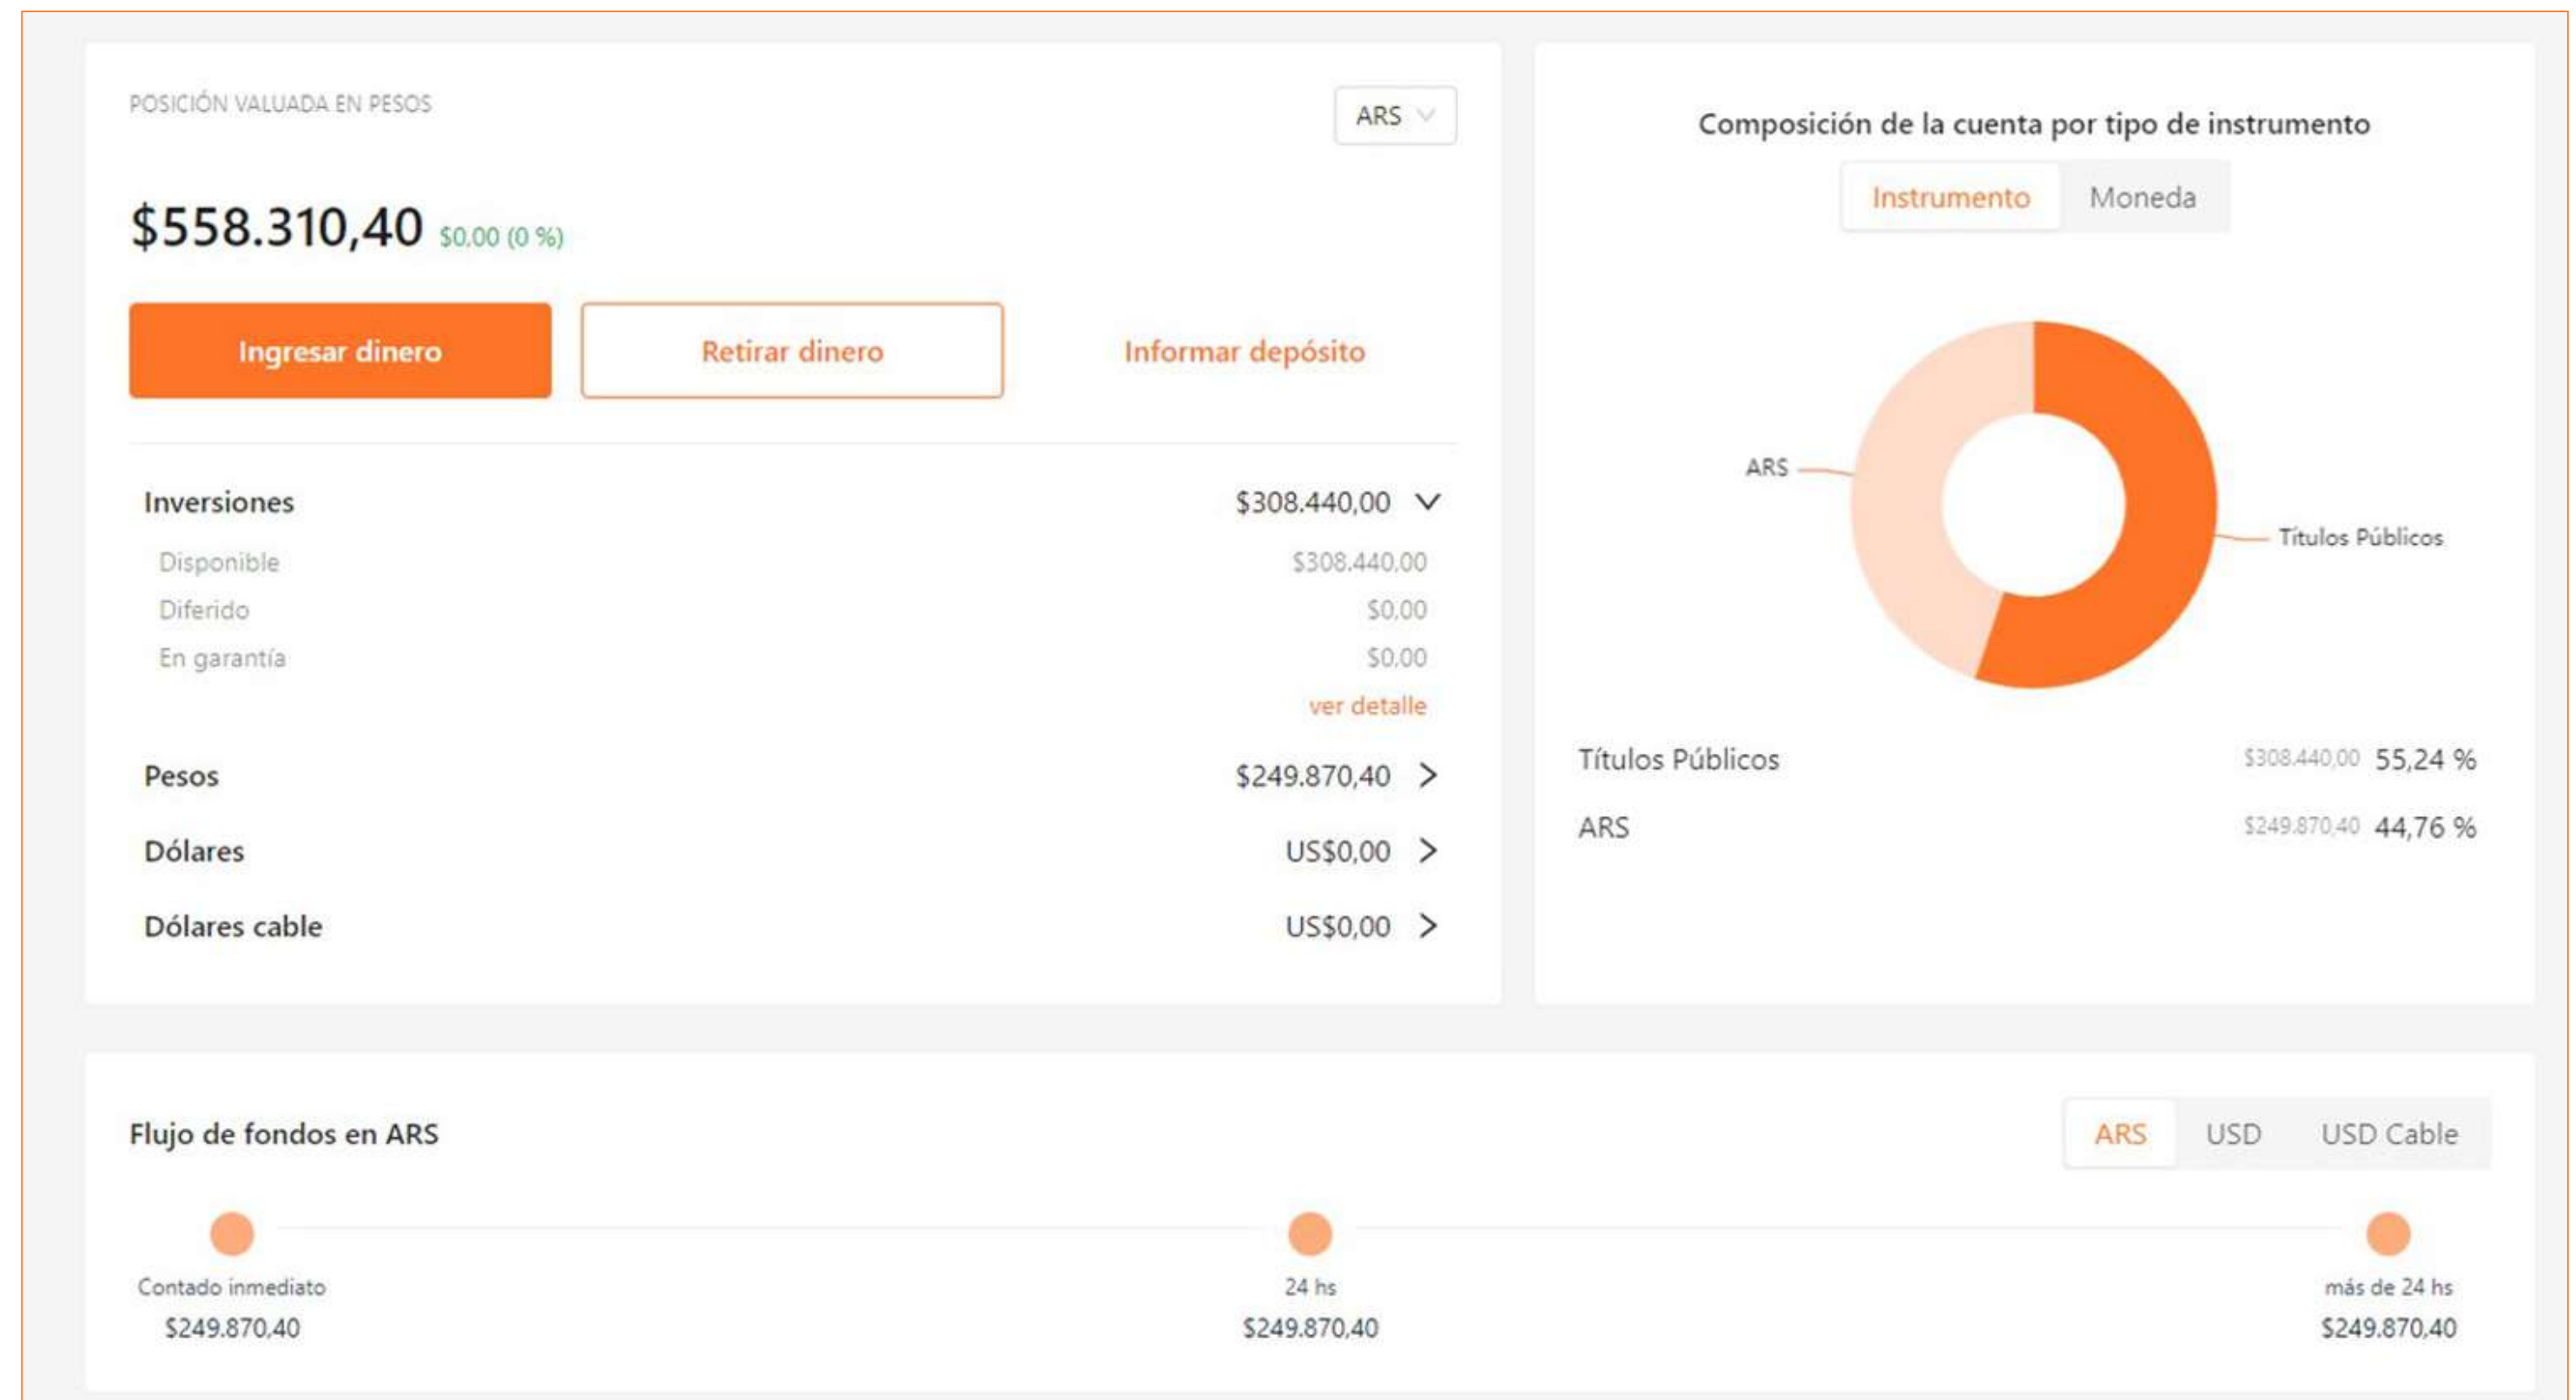 POSICIÓN VALUADA EN PESOS
ARS
$558.310,40 $0,00 (0 %)
Ingresar dinero
Retirar dinero
Informar depósito
Inversiones $308.440,00
Disponible $308.440,00
Diferido $0,00
En garantía $0,00
ver detalle
Pesos $249.870,40
Dólares US$0,00
Dólares cable US$0,00
Composición de la cuenta por tipo de instrumento
Instrumento Moneda
ARS
Títulos Públicos
Títulos Públicos $308.440,00 55,24 %
ARS $249.870,40 44,76 %
Flujo de fondos en ARS
ARS USD USD Cable
Contado inmediato
$249.870,40
24 hs
$249.870,40
más de 24 hs
$249.870,40